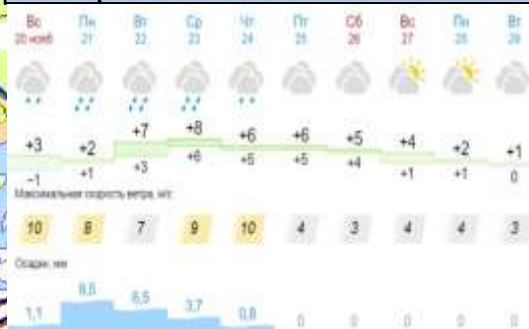 Вс Пн Вт Ср Чт Пт Сб Вс Пн Вт
20 нояб 21 22 23 24 25 26 27 28 29
+3 +2 +7 +8 +6 +6 +5 +4 +2 +1
−1 +1 +3 +6 +5 +5 +4 +1 +1 0
Максимальная скорость ветра, м/с
10 8 7 9 10 4 3 4 4 3
Осадки, мм
1,1 8,5 6,5 3,7 0,8 0 0 0 0 0